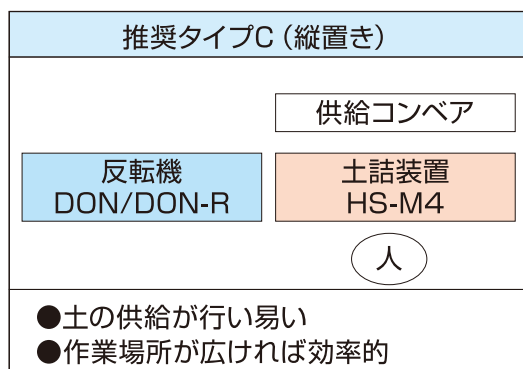 推奨タイプC（縦置き）
供給コンベア
反転機
DON/DON-R
土詰装置
HS-M4
人
●土の供給が行い易い
●作業場所が広ければ効率的